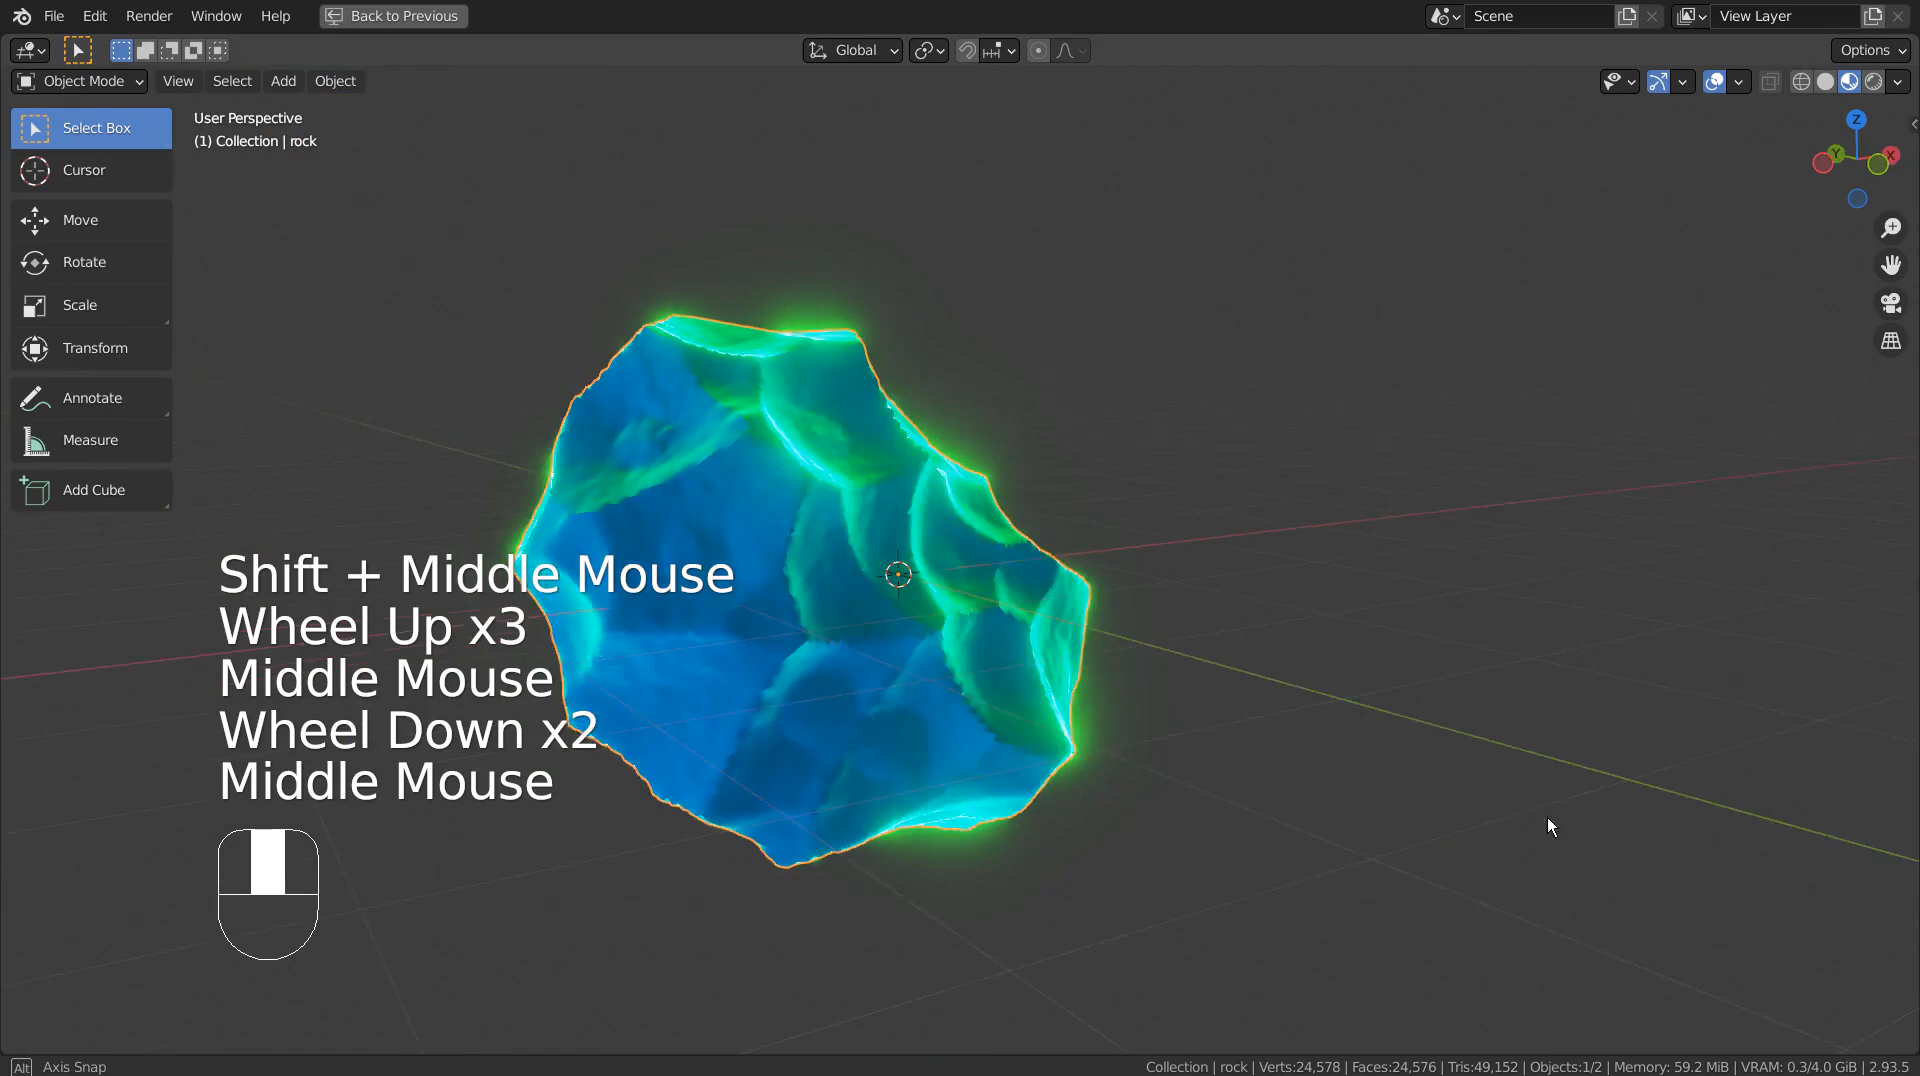 File Edit Render Window Help Back to Previous Scene View Layer
Global Options
Object Mode View Select Add Object
User Perspective
(1) Collection | rock
Select Box
Cursor
Move
Rotate
Scale
Transform
Annotate
Measure
Add Cube
Z
Y
X
Shift + Middle Mouse
Wheel Up x3
Middle Mouse
Wheel Down x2
Middle Mouse
Alt Axis Snap Collection | rock | Verts:24,578 | Faces:24,576 | Tris:49,152 | Objects:1/2 | Memory: 59.2 MiB | VRAM: 0.3/4.0 GiB | 2.93.5